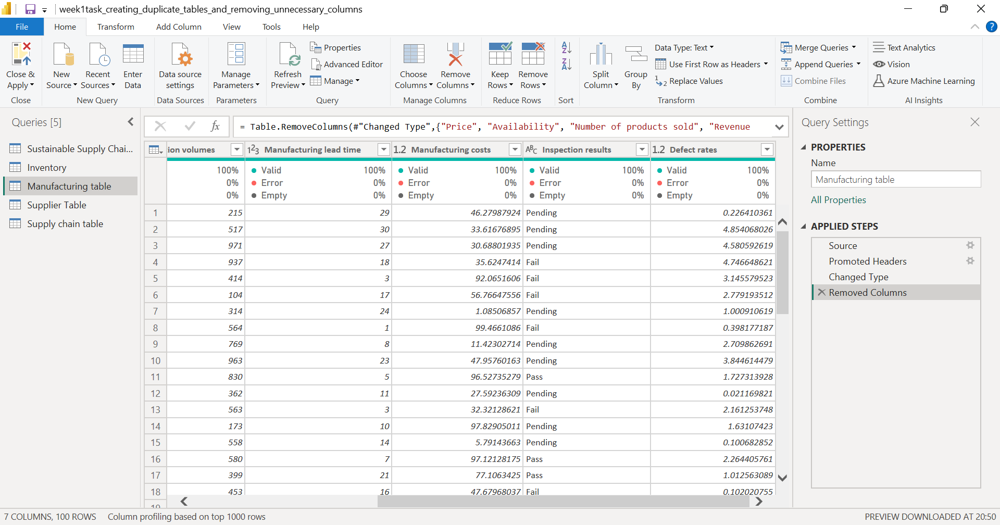 week1task_creating_duplicate_tables_and_removing_unnecessary_columns
File Home Transform Add Column View Tools Help
Close & Apply
Close
New Source
Recent Sources
Enter Data
New Query
Data source settings
Data Sources
Manage Parameters
Parameters
Refresh Preview
Properties
Advanced Editor
Manage
Query
Choose Columns
Remove Columns
Manage Columns
Keep Rows
Remove Rows
Reduce Rows
Sort
Split Column
Group By
Data Type: Text
Use First Row as Headers
Replace Values
Transform
Merge Queries
Append Queries
Combine Files
Combine
Text Analytics
Vision
Azure Machine Learning
AI Insights
Queries [5]
Sustainable Supply Chai...
Inventory
Manufacturing table
Supplier Table
Supply chain table
fx = Table.RemoveColumns(#"Changed Type",{"Price", "Availability", "Number of products sold", "Revenue
ion volumes 1²3 Manufacturing lead time 1.2 Manufacturing costs ABC Inspection results 1.2 Defect rates
100% Valid 100% Valid 100% Valid 100% Valid 100%
0% Error 0% Error 0% Error 0% Error 0%
0% Empty 0% Empty 0% Empty 0% Empty 0%
1 215 29 46.27987924 Pending 0.226410361
2 517 30 33.61676895 Pending 4.854068026
3 971 27 30.68801935 Pending 4.580592619
4 937 18 35.6247414 Fail 4.746648621
5 414 3 92.0651606 Fail 3.145579523
6 104 17 56.76647556 Fail 2.779193512
7 314 24 1.08506857 Pending 1.000910619
8 564 1 99.4661086 Fail 0.398177187
9 769 8 11.42302714 Pending 2.709862691
10 963 23 47.95760163 Pending 3.844614479
11 830 5 96.52735279 Pass 1.727313928
12 362 11 27.59236309 Pending 0.021169821
13 563 3 32.32128621 Fail 2.161253748
14 173 10 97.82905011 Pending 1.63107423
15 558 14 5.79143663 Pending 0.100682852
16 580 7 97.12128175 Pass 2.264405761
17 399 21 77.1063425 Pass 1.012563089
18 453 16 47.67968037 Fail 0.102020755
19
Query Settings
PROPERTIES
Name
Manufacturing table
All Properties
APPLIED STEPS
Source
Promoted Headers
Changed Type
Removed Columns
7 COLUMNS, 100 ROWS Column profiling based on top 1000 rows PREVIEW DOWNLOADED AT 20:50